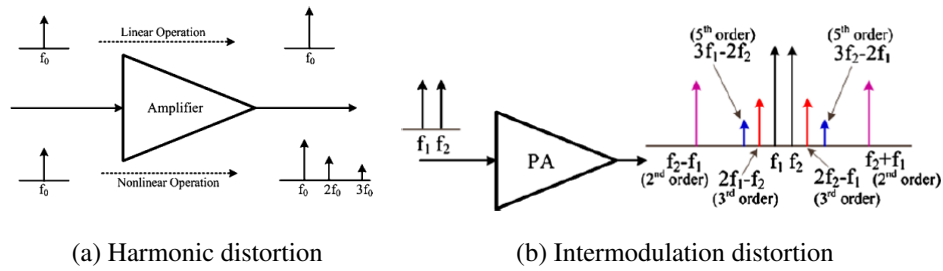 Linear Operation
f₀
f₀
Amplifier
f₀
Nonlinear Operation
f₀ 2f₀ 3f₀
(a) Harmonic distortion
(5th order)
3f₁-2f₂
(5th order)
3f₂-2f₁
f₁ f₂
PA
f₂-f₁
(2nd order)
2f₁-f₂
(3rd order)
f₁ f₂
2f₂-f₁
(3rd order)
f₂+f₁
(2nd order)
(b) Intermodulation distortion